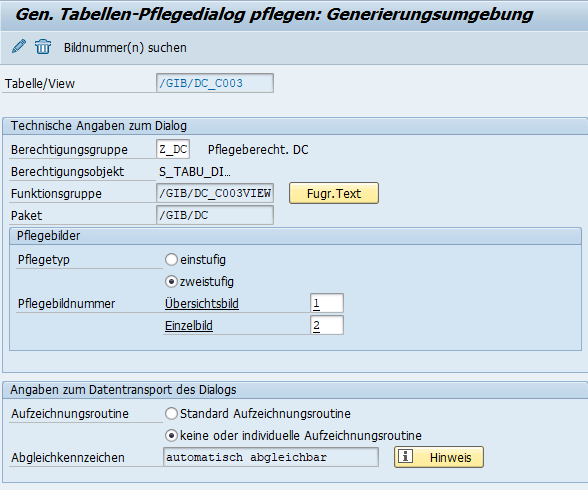 Gen. Tabellen-Pflegedialog pflegen: Generierungsumgebung
Bildnummer(n) suchen
Tabelle/View /GIB/DC_C003
Technische Angaben zum Dialog
Berechtigungsgruppe Z_DC Pflegeberecht. DC
Berechtigungsobjekt S_TABU_DI…
Funktionsgruppe /GIB/DC_C003VIEW Fugr.Text
Paket /GIB/DC
Pflegebilder
Pflegetyp einstufig
zweistufig
Pflegebildnummer Übersichtsbild 1
Einzelbild 2
Angaben zum Datentransport des Dialogs
Aufzeichnungsroutine Standard Aufzeichnungsroutine
keine oder individuelle Aufzeichnungsroutine
Abgleichkennzeichen automatisch abgleichbar Hinweis